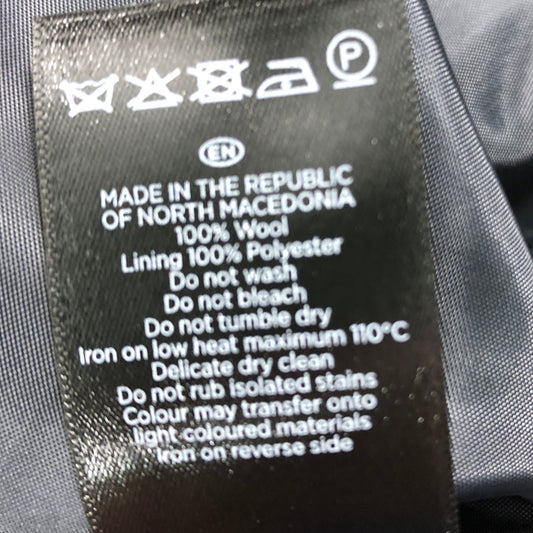 P
EN
MADE IN THE REPUBLIC
OF NORTH MACEDONIA
100% Wool
Lining 100% Polyester
Do not wash
Do not bleach
Do not tumble dry
Iron on low heat maximum 110°C
Delicate dry clean
Do not rub isolated stains
Colour may transfer onto
light coloured materials
Iron on reverse side